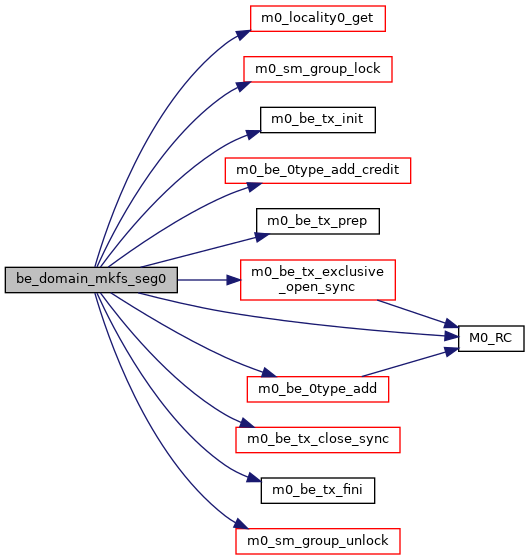 m0_locality0_get
m0_sm_group_lock
m0_be_tx_init
m0_be_0type_add_credit
m0_be_tx_prep
be_domain_mkfs_seg0
m0_be_tx_exclusive
_open_sync
M0_RC
m0_be_0type_add
m0_be_tx_close_sync
m0_be_tx_fini
m0_sm_group_unlock